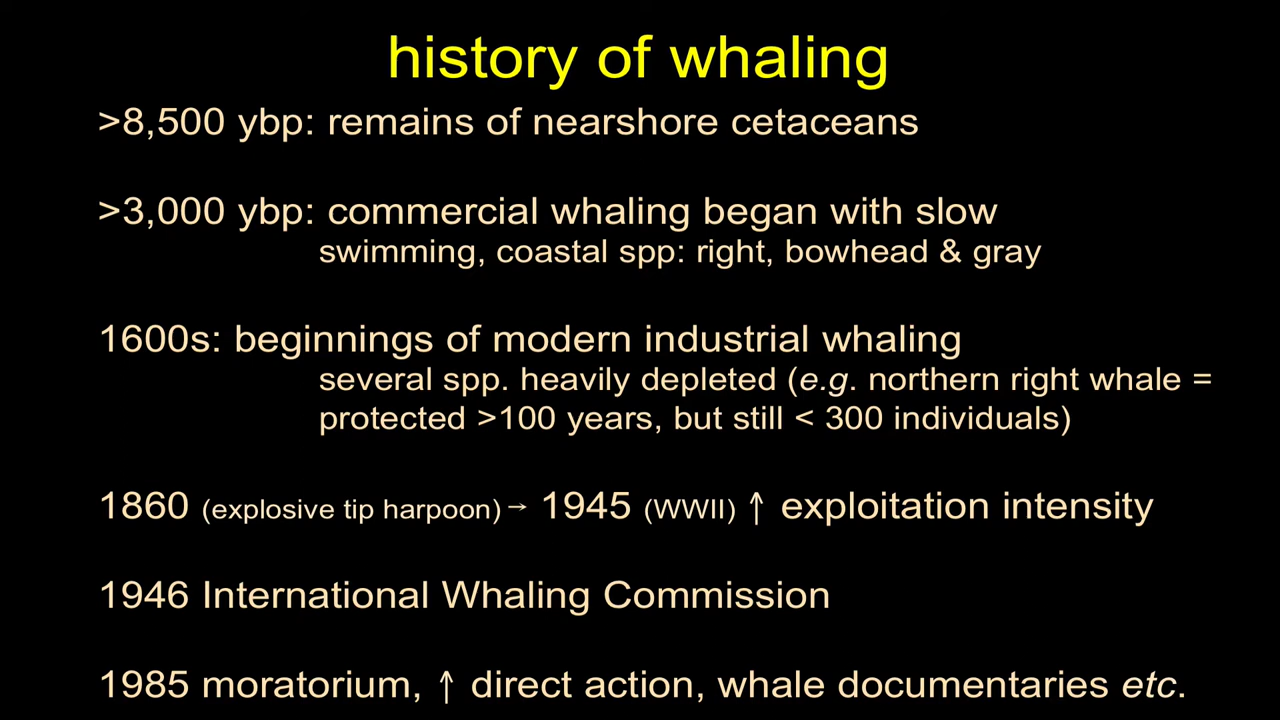 history of whaling
>8,500 ybp: remains of nearshore cetaceans
>3,000 ybp: commercial whaling began with slow
swimming, coastal spp: right, bowhead & gray
1600s: beginnings of modern industrial whaling
several spp. heavily depleted (e.g. northern right whale =
protected >100 years, but still < 300 individuals)
1860 (explosive tip harpoon)→ 1945 (WWII) ↑ exploitation intensity
1946 International Whaling Commission
1985 moratorium, ↑ direct action, whale documentaries etc.